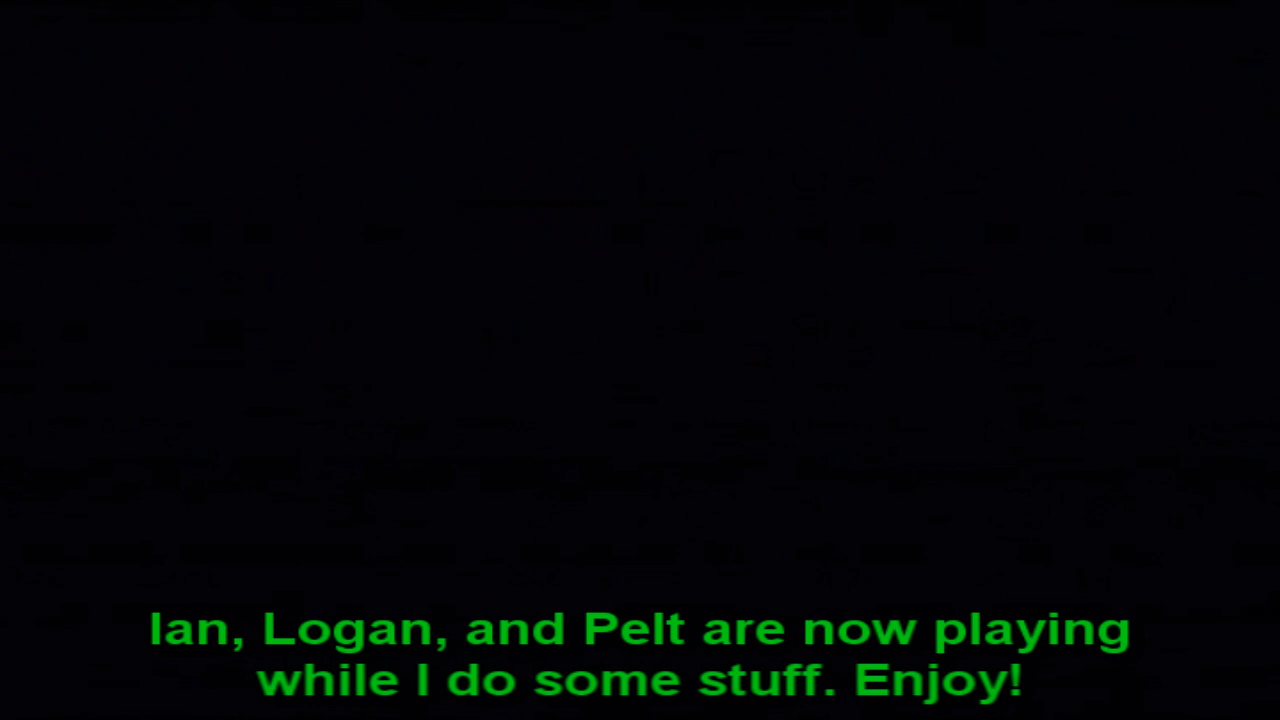 Ian, Logan, and Pelt are now playing
while I do some stuff. Enjoy!